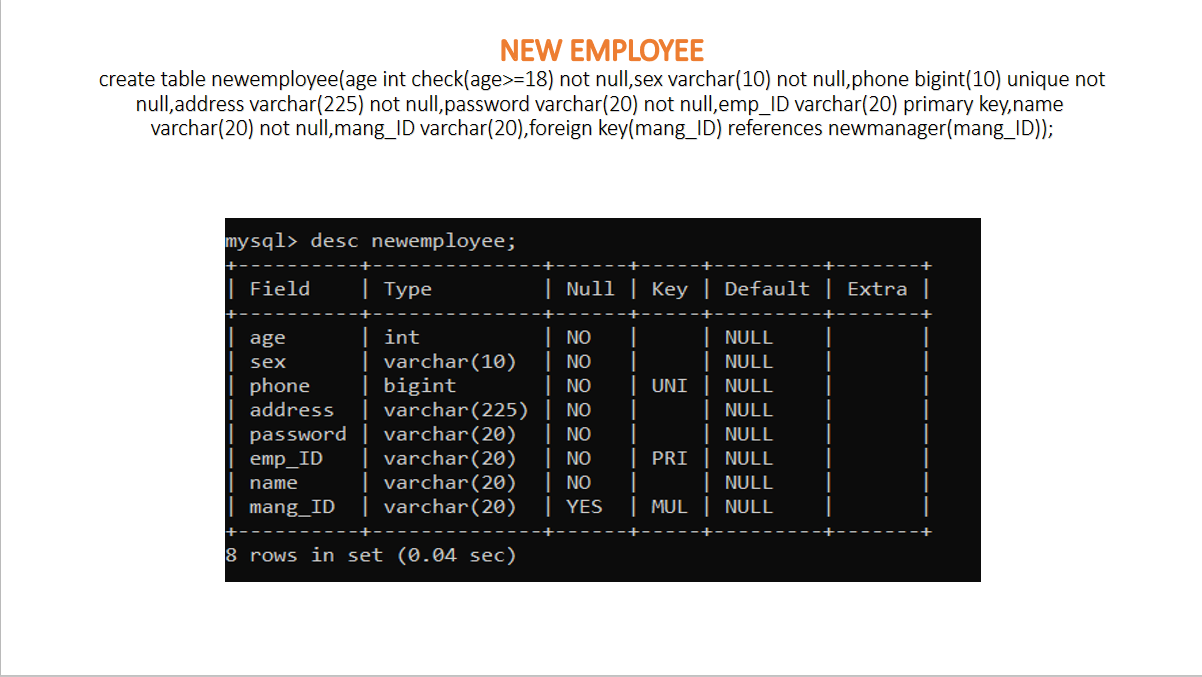 NEW EMPLOYEE
create table newemployee(age int check(age>=18) not null,sex varchar(10) not null,phone bigint(10) unique not
null,address varchar(225) not null,password varchar(20) not null,emp_ID varchar(20) primary key,name
varchar(20) not null,mang_ID varchar(20),foreign key(mang_ID) references newmanager(mang_ID));
mysql> desc newemployee;
+----------+--------------+------+-----+---------+-------+
| Field    | Type         | Null | Key | Default | Extra |
+----------+--------------+------+-----+---------+-------+
| age      | int          | NO   |     | NULL    |       |
| sex      | varchar(10)  | NO   |     | NULL    |       |
| phone    | bigint       | NO   | UNI | NULL    |       |
| address  | varchar(225) | NO   |     | NULL    |       |
| password | varchar(20)  | NO   |     | NULL    |       |
| emp_ID   | varchar(20)  | NO   | PRI | NULL    |       |
| name     | varchar(20)  | NO   |     | NULL    |       |
| mang_ID  | varchar(20)  | YES  | MUL | NULL    |       |
+----------+--------------+------+-----+---------+-------+
8 rows in set (0.04 sec)